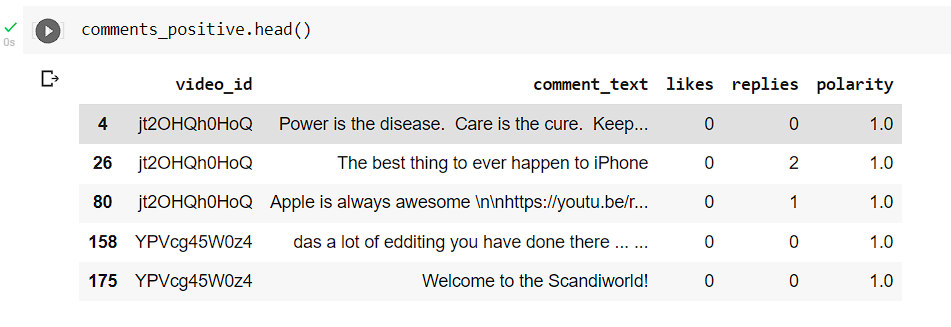 comments_positive.head()
0s
video_id comment_text likes replies polarity
4 jt2OHQh0HoQ Power is the disease.  Care is the cure.  Keep... 0 0 1.0
26 jt2OHQh0HoQ The best thing to ever happen to iPhone 0 2 1.0
80 jt2OHQh0HoQ Apple is always awesome \n\nhttps://youtu.be/r... 0 1 1.0
158 YPVcg45W0z4 das a lot of edditing you have done there ... ... 0 0 1.0
175 YPVcg45W0z4 Welcome to the Scandiworld! 0 0 1.0